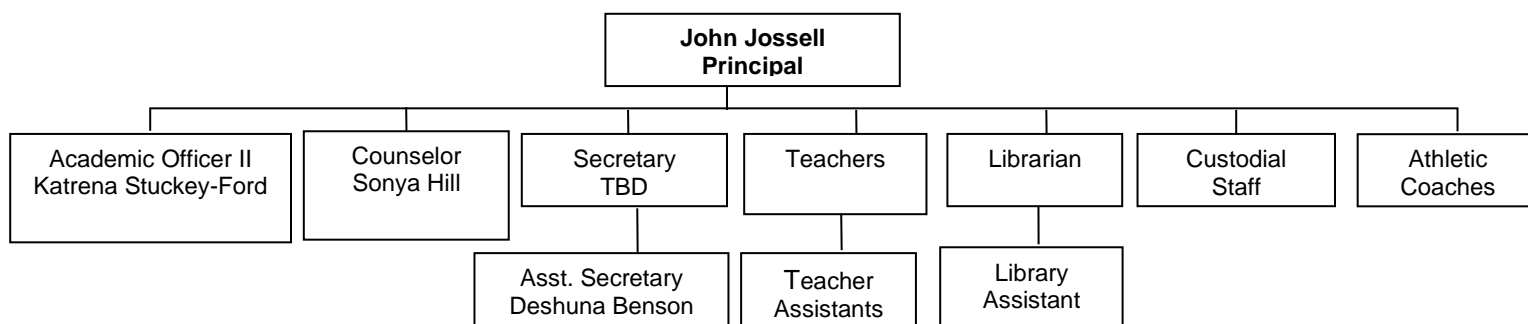 John Jossell
Principal
Academic Officer II
Katrena Stuckey-Ford
Counselor
Sonya Hill
Secretary
TBD
Teachers
Librarian
Custodial
Staff
Athletic
Coaches
Asst. Secretary
Deshuna Benson
Teacher
Assistants
Library
Assistant